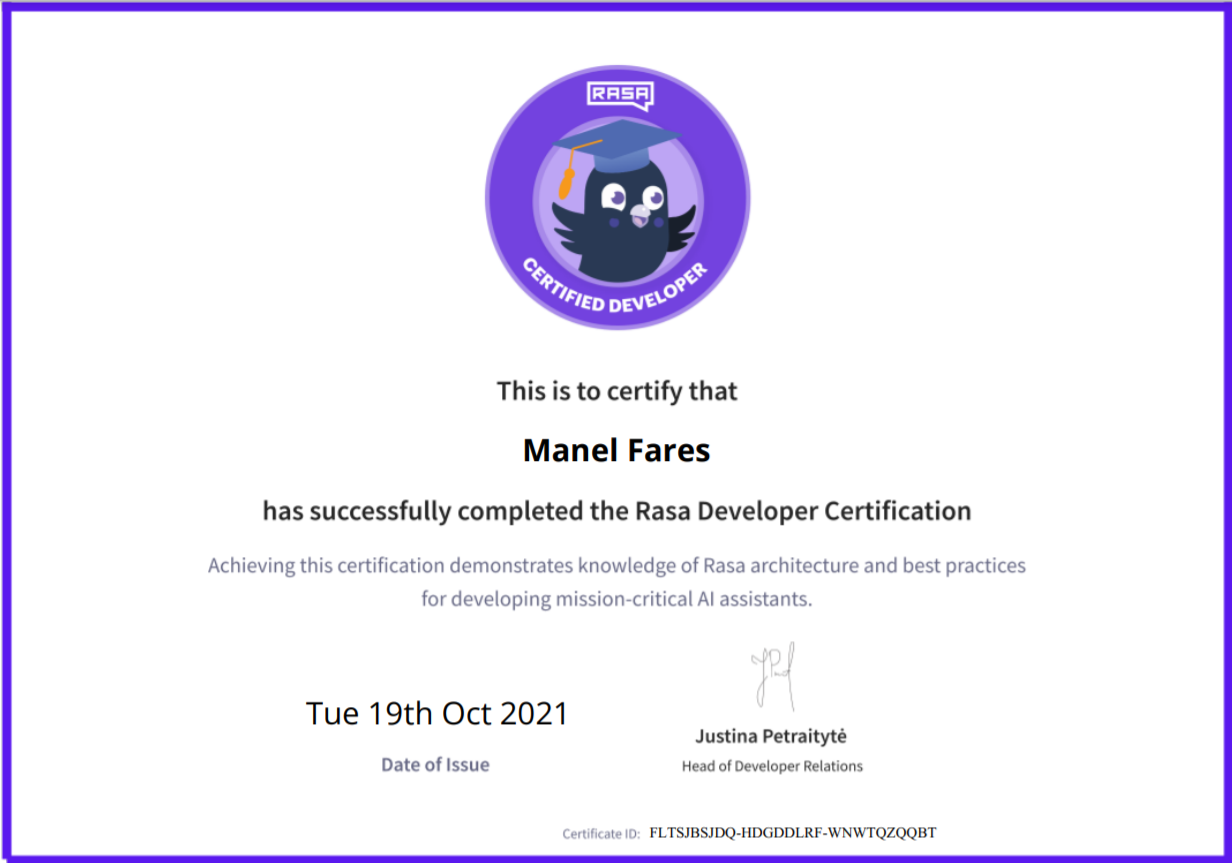 RASA
CERTIFIED DEVELOPER
This is to certify that
Manel Fares
has successfully completed the Rasa Developer Certification
Achieving this certification demonstrates knowledge of Rasa architecture and best practices
for developing mission-critical AI assistants.
Tue 19th Oct 2021
Date of Issue
Justina Petraitytė
Head of Developer Relations
Certificate ID: FLTSJBSJDQ-HDGDDLRF-WNWTQZQQBT